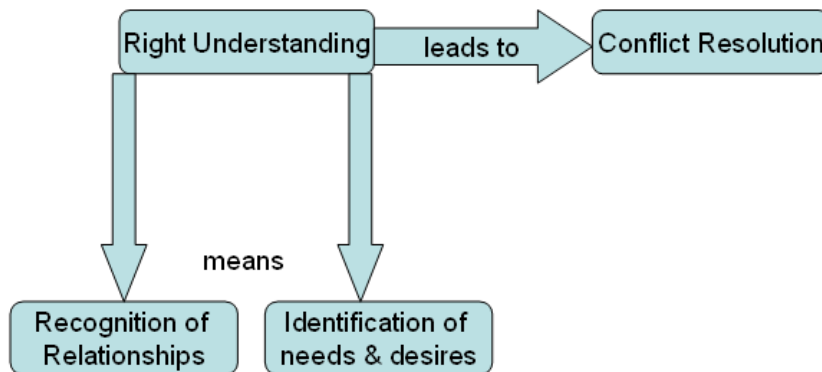 Right Understanding
leads to
Conflict Resolution
means
Recognition of
Relationships
Identification of
needs & desires